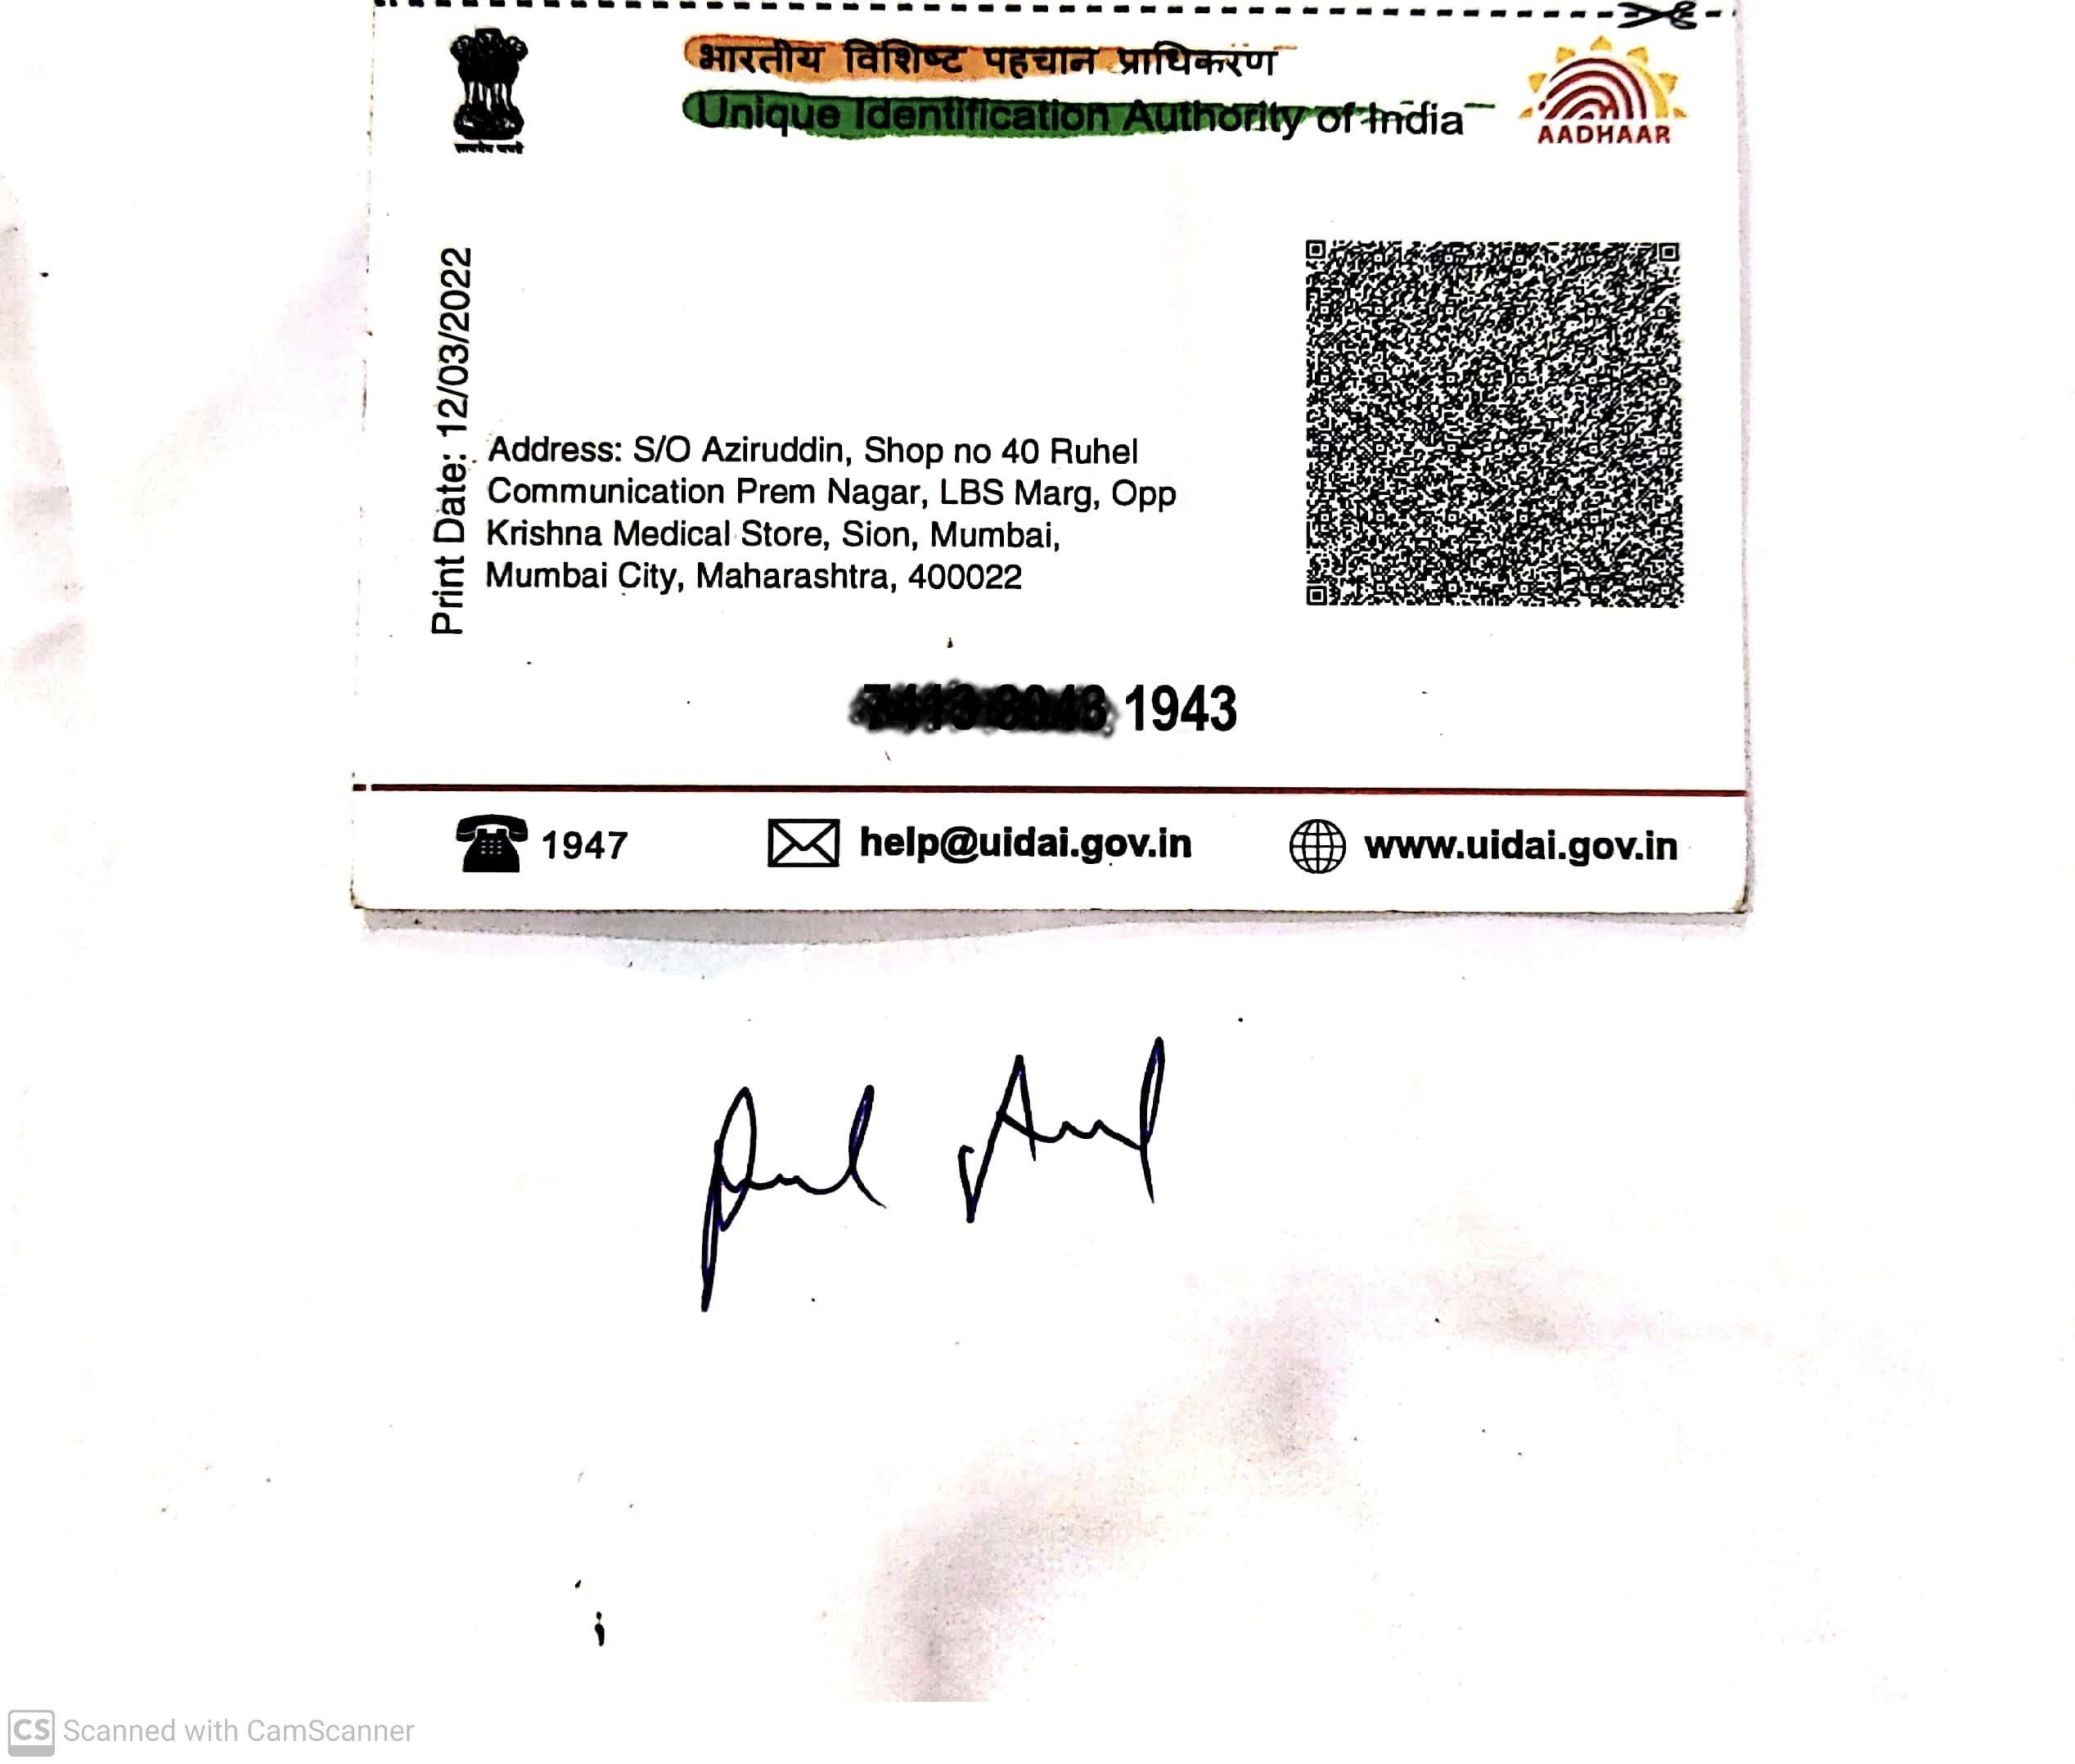 भारतीय विशिष्ट पहचान प्राधिकरण
Unique Identification Authority of India
AADHAAR
Print Date: 12/03/2022
Address: S/O Aziruddin, Shop no 40 Ruhel
Communication Prem Nagar, LBS Marg, Opp
Krishna Medical Store, Sion, Mumbai,
Mumbai City, Maharashtra, 400022
1943
1947
help@uidai.gov.in
www.uidai.gov.in
CS Scanned with CamScanner